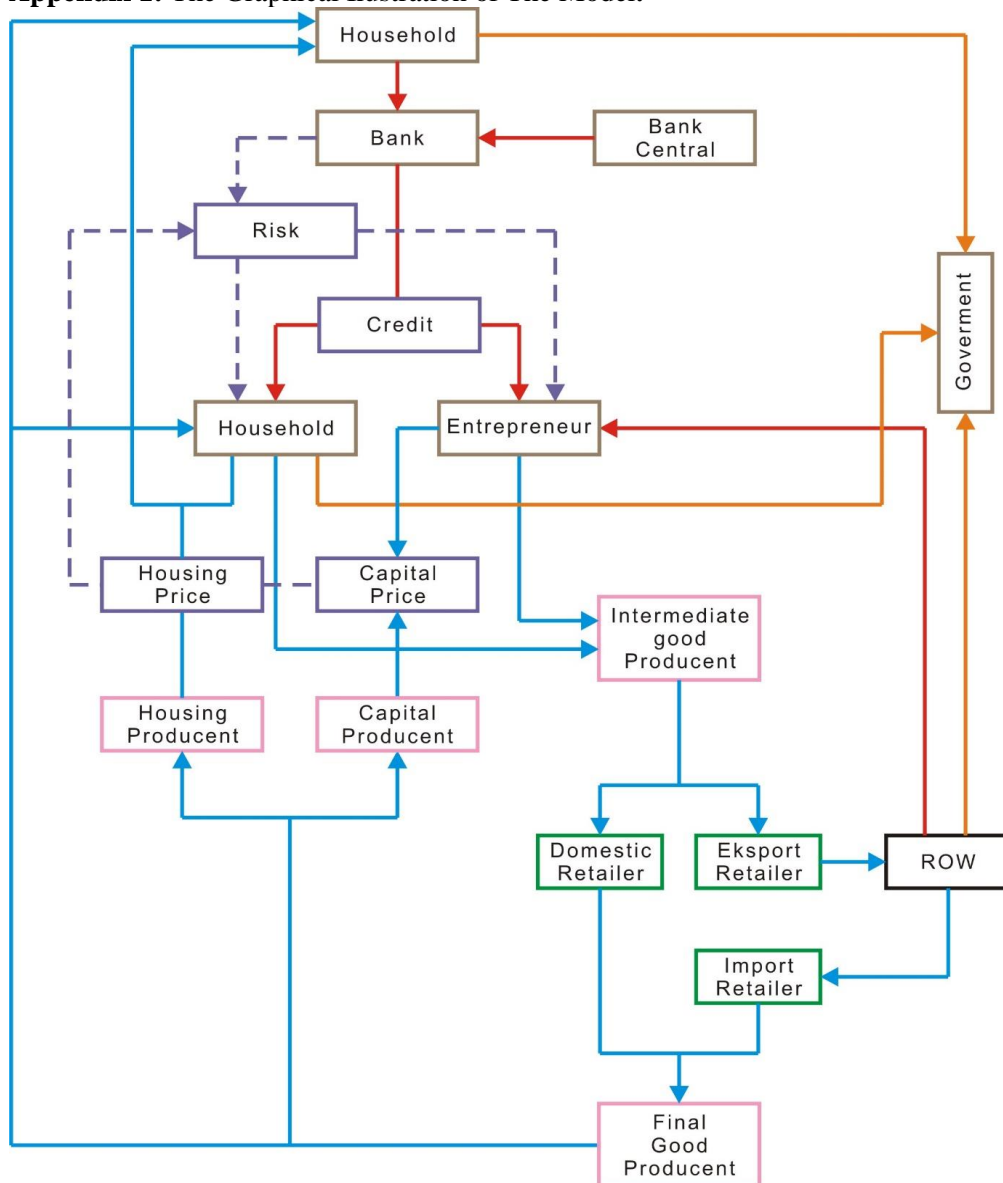 Appendix 2. The Graphical Ilustration of The Model.
Household
Bank
Bank
Central
Risk
Credit
Goverment
Household
Entrepreneur
Housing
Price
Capital
Price
Intermediate
good
Producent
Housing
Producent
Capital
Producent
Domestic
Retailer
Eksport
Retailer
ROW
Import
Retailer
Final
Good
Producent